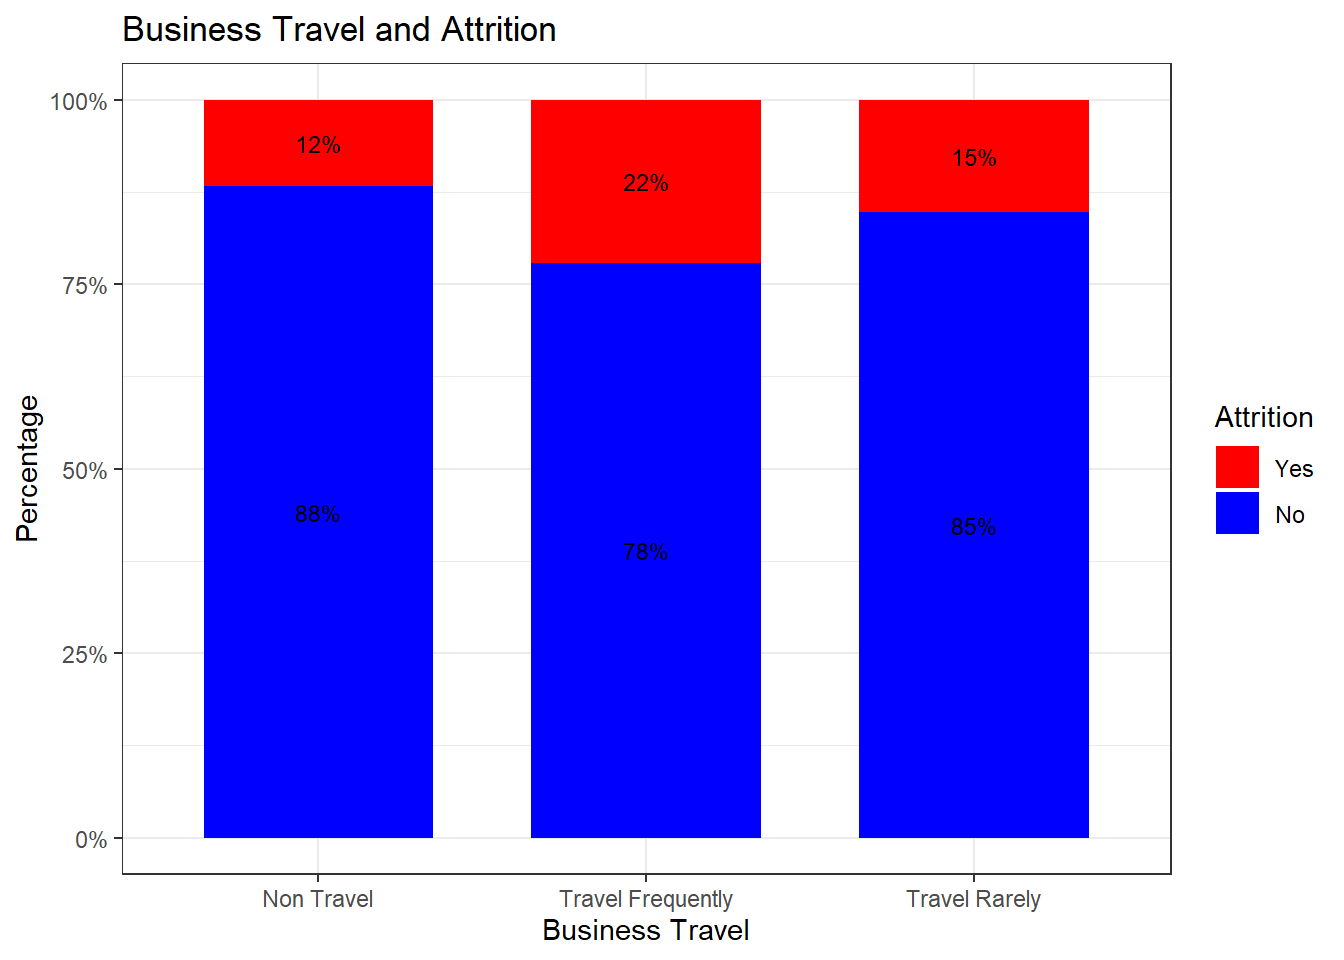 Business Travel and Attrition
100%
75%
50%
25%
0%
Percentage
12%
22%
15%
88%
78%
85%
Non Travel
Travel Frequently
Travel Rarely
Business Travel
Attrition
Yes
No